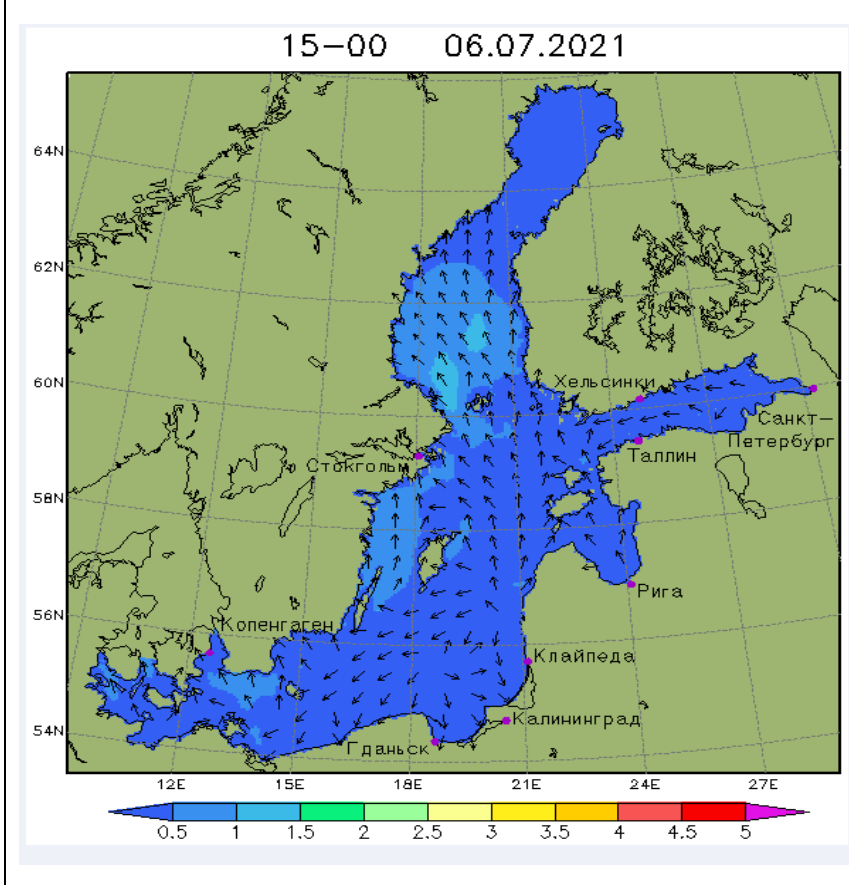 15-00 06.07.2021
64N
62N
60N
58N
56N
54N
Хельсинки
Санкт-
Петербург
Таллин
Стокгольм
Рига
Копенгаген
Клайпеда
Калининград
Гданьск
12E 15E 18E 21E 24E 27E
0.5 1 1.5 2 2.5 3 3.5 4 4.5 5